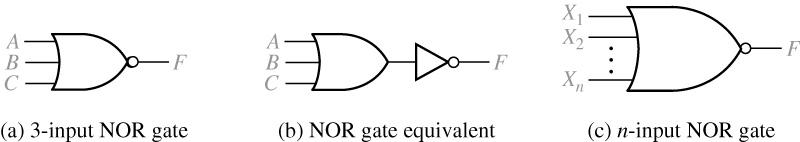 A
B
C
F
(a) 3-input NOR gate
A
B
C
F
(b) NOR gate equivalent
X1
X2
Xn
F
(c) n-input NOR gate